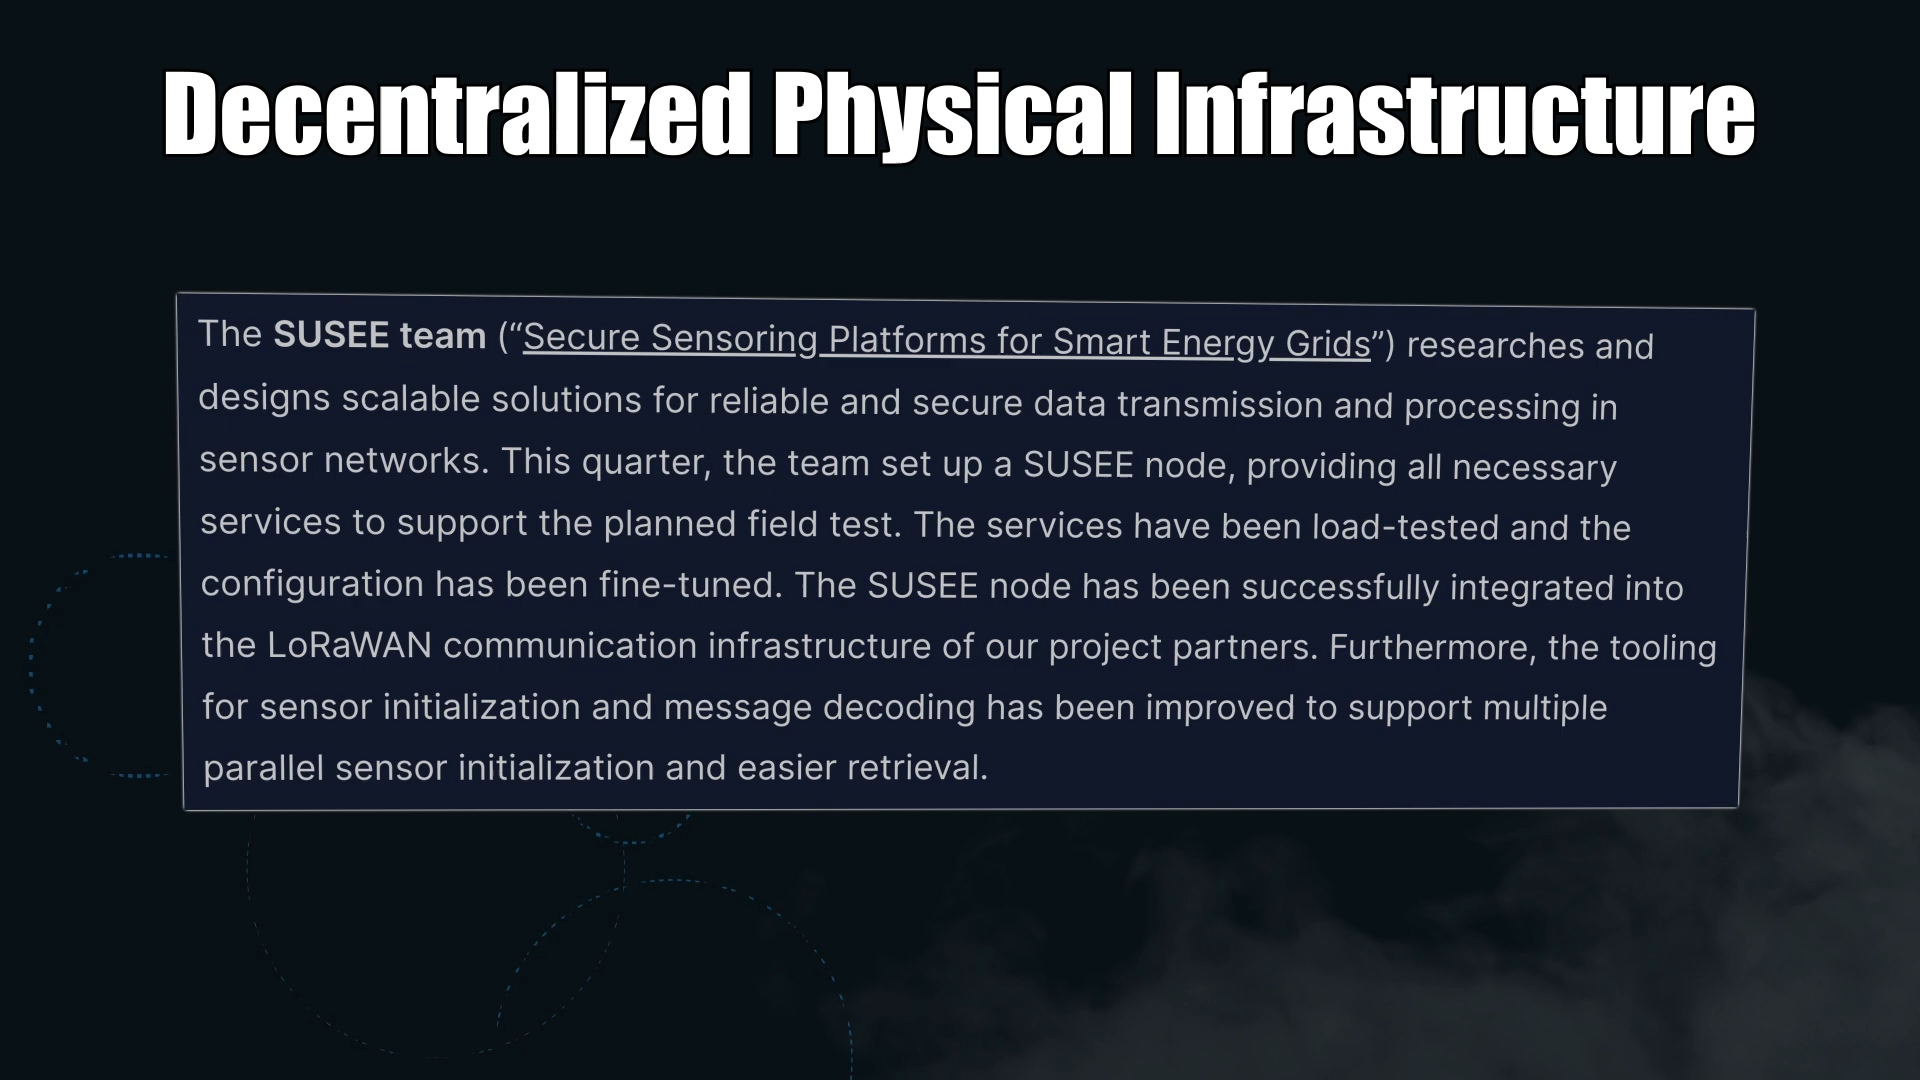 Decentralized Physical Infrastructure
The SUSEE team (“Secure Sensoring Platforms for Smart Energy Grids”) researches and
designs scalable solutions for reliable and secure data transmission and processing in
sensor networks. This quarter, the team set up a SUSEE node, providing all necessary
services to support the planned field test. The services have been load-tested and the
configuration has been fine-tuned. The SUSEE node has been successfully integrated into
the LoRaWAN communication infrastructure of our project partners. Furthermore, the tooling
for sensor initialization and message decoding has been improved to support multiple
parallel sensor initialization and easier retrieval.